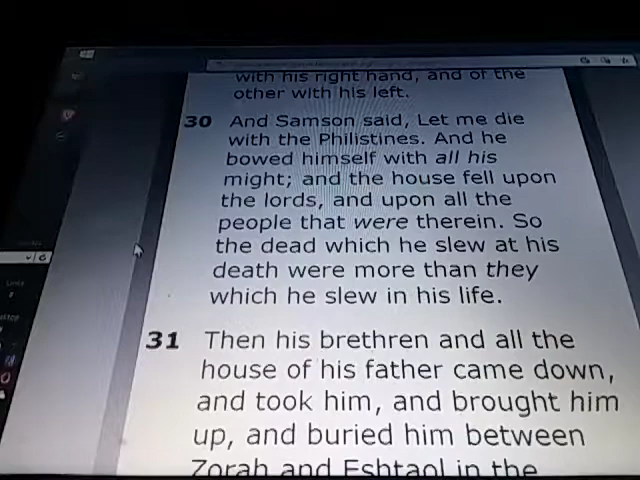 with his right hand, and of the
other with his left.
30 And Samson said, Let me die
with the Philistines. And he
bowed himself with all his
might; and the house fell upon
the lords, and upon all the
people that were therein. So
the dead which he slew at his
death were more than they
which he slew in his life.
31 Then his brethren and all the
house of his father came down,
and took him, and brought him
up, and buried him between
Zorah and Eshtaol in the